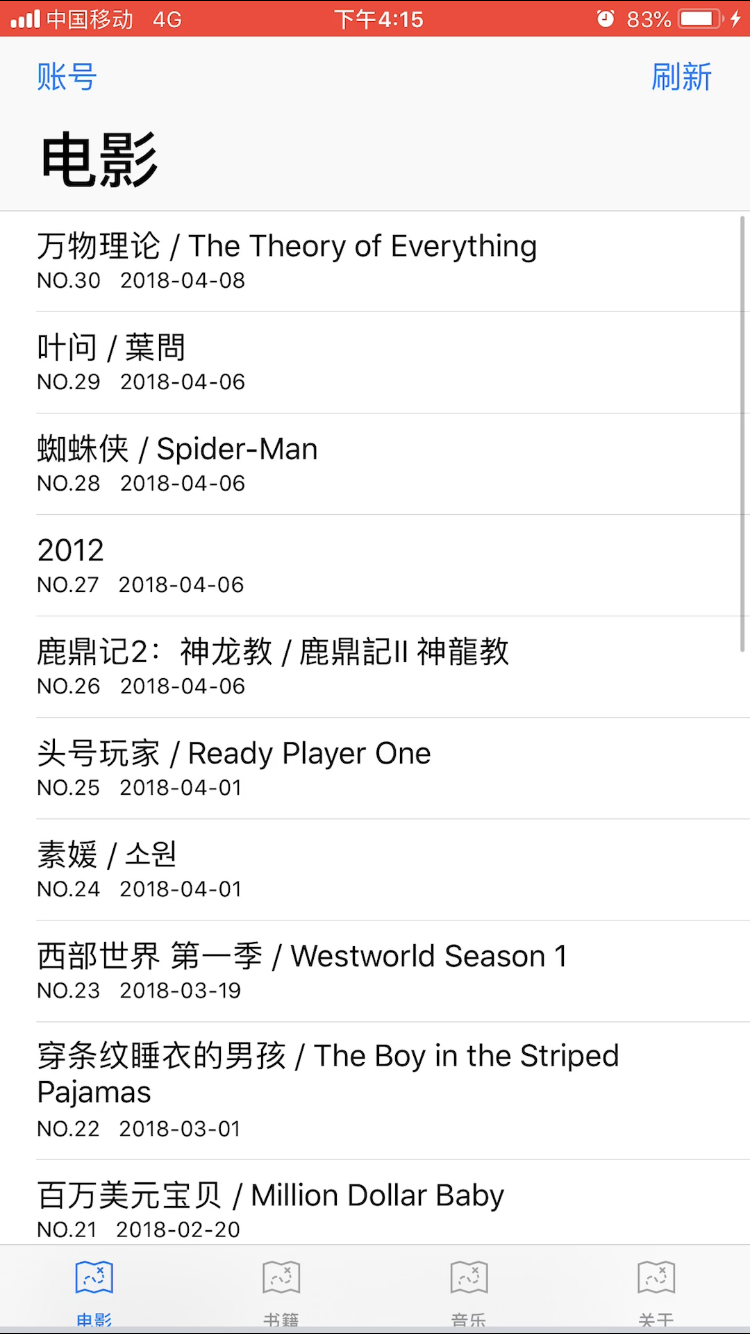 中国移动 4G 下午4:15 83%
账号 刷新
电影
万物理论 / The Theory of Everything
NO.30 2018-04-08
叶问 / 葉問
NO.29 2018-04-06
蜘蛛侠 / Spider-Man
NO.28 2018-04-06
2012
NO.27 2018-04-06
鹿鼎记2：神龙教 / 鹿鼎記II 神龍教
NO.26 2018-04-06
头号玩家 / Ready Player One
NO.25 2018-04-01
素媛 / 소원
NO.24 2018-04-01
西部世界 第一季 / Westworld Season 1
NO.23 2018-03-19
穿条纹睡衣的男孩 / The Boy in the Striped
Pajamas
NO.22 2018-03-01
百万美元宝贝 / Million Dollar Baby
NO.21 2018-02-20
电影 书籍 音乐 关于